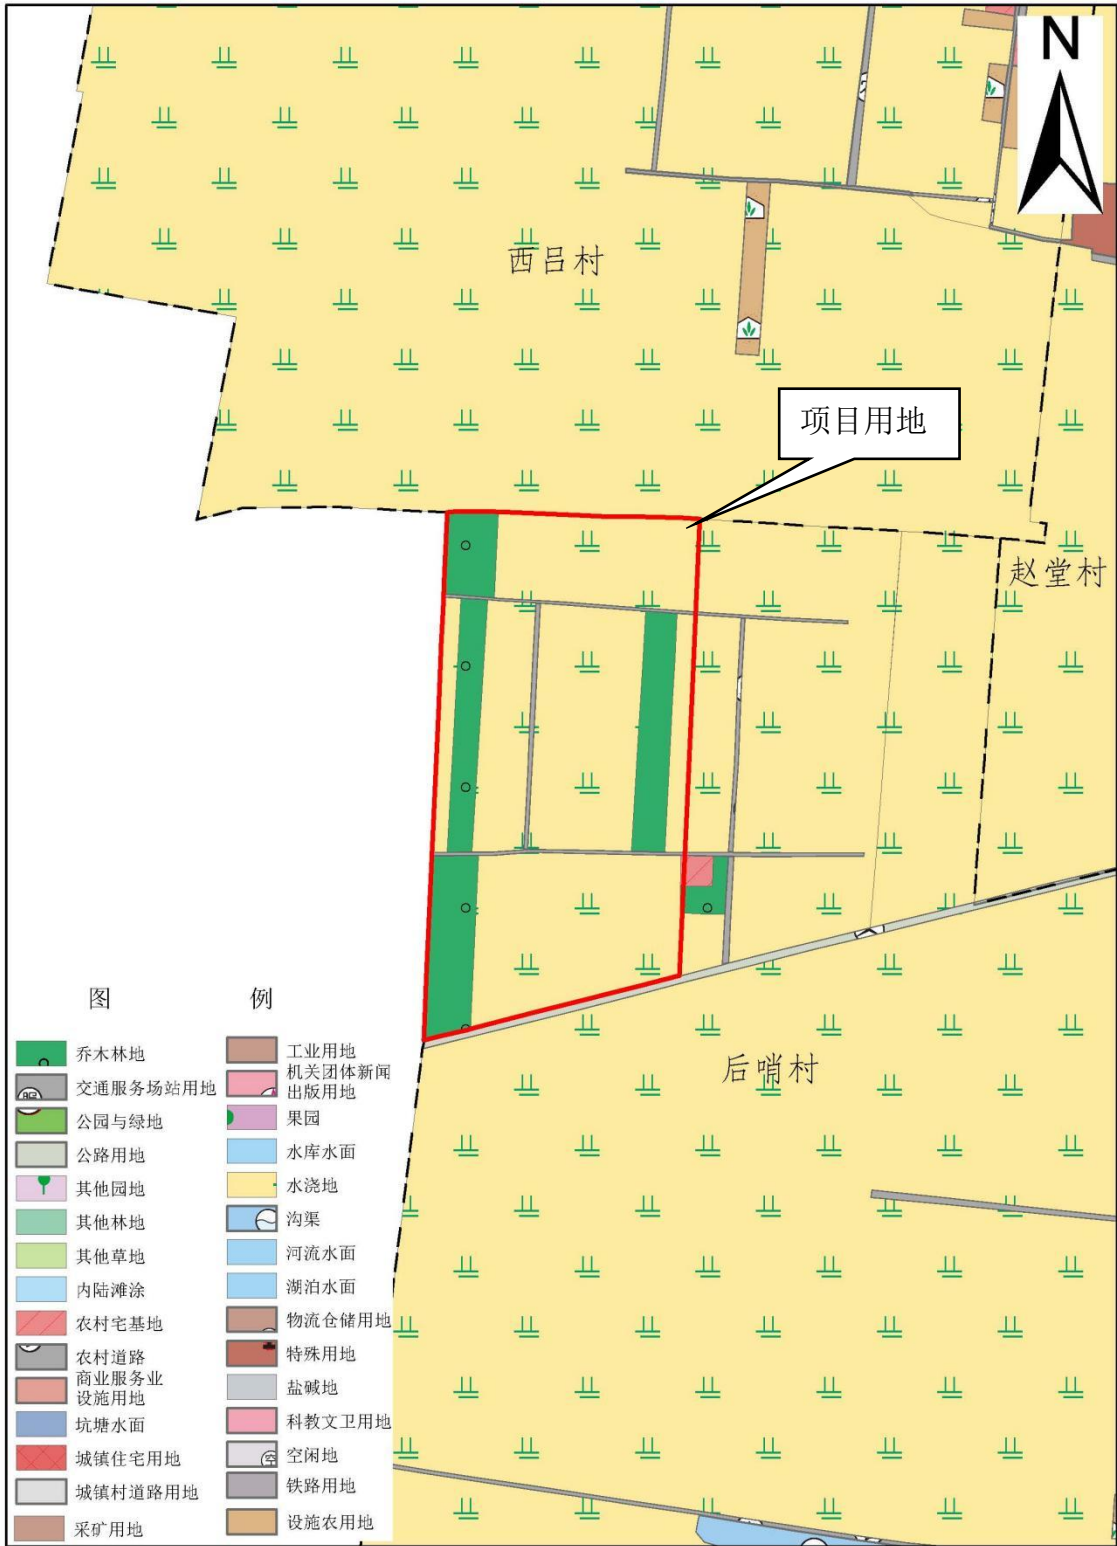 N
西吕村
项目用地
赵堂村
后哨村
图 例
乔木林地
交通服务场站用地
公园与绿地
公路用地
其他园地
其他林地
其他草地
内陆滩涂
农村宅基地
农村道路
商业服务业
设施用地
坑塘水面
城镇住宅用地
城镇村道路用地
采矿用地
工业用地
机关团体新闻
出版用地
果园
水库水面
水浇地
沟渠
河流水面
湖泊水面
物流仓储用地
特殊用地
盐碱地
科教文卫用地
空闲地
空
铁路用地
设施农用地